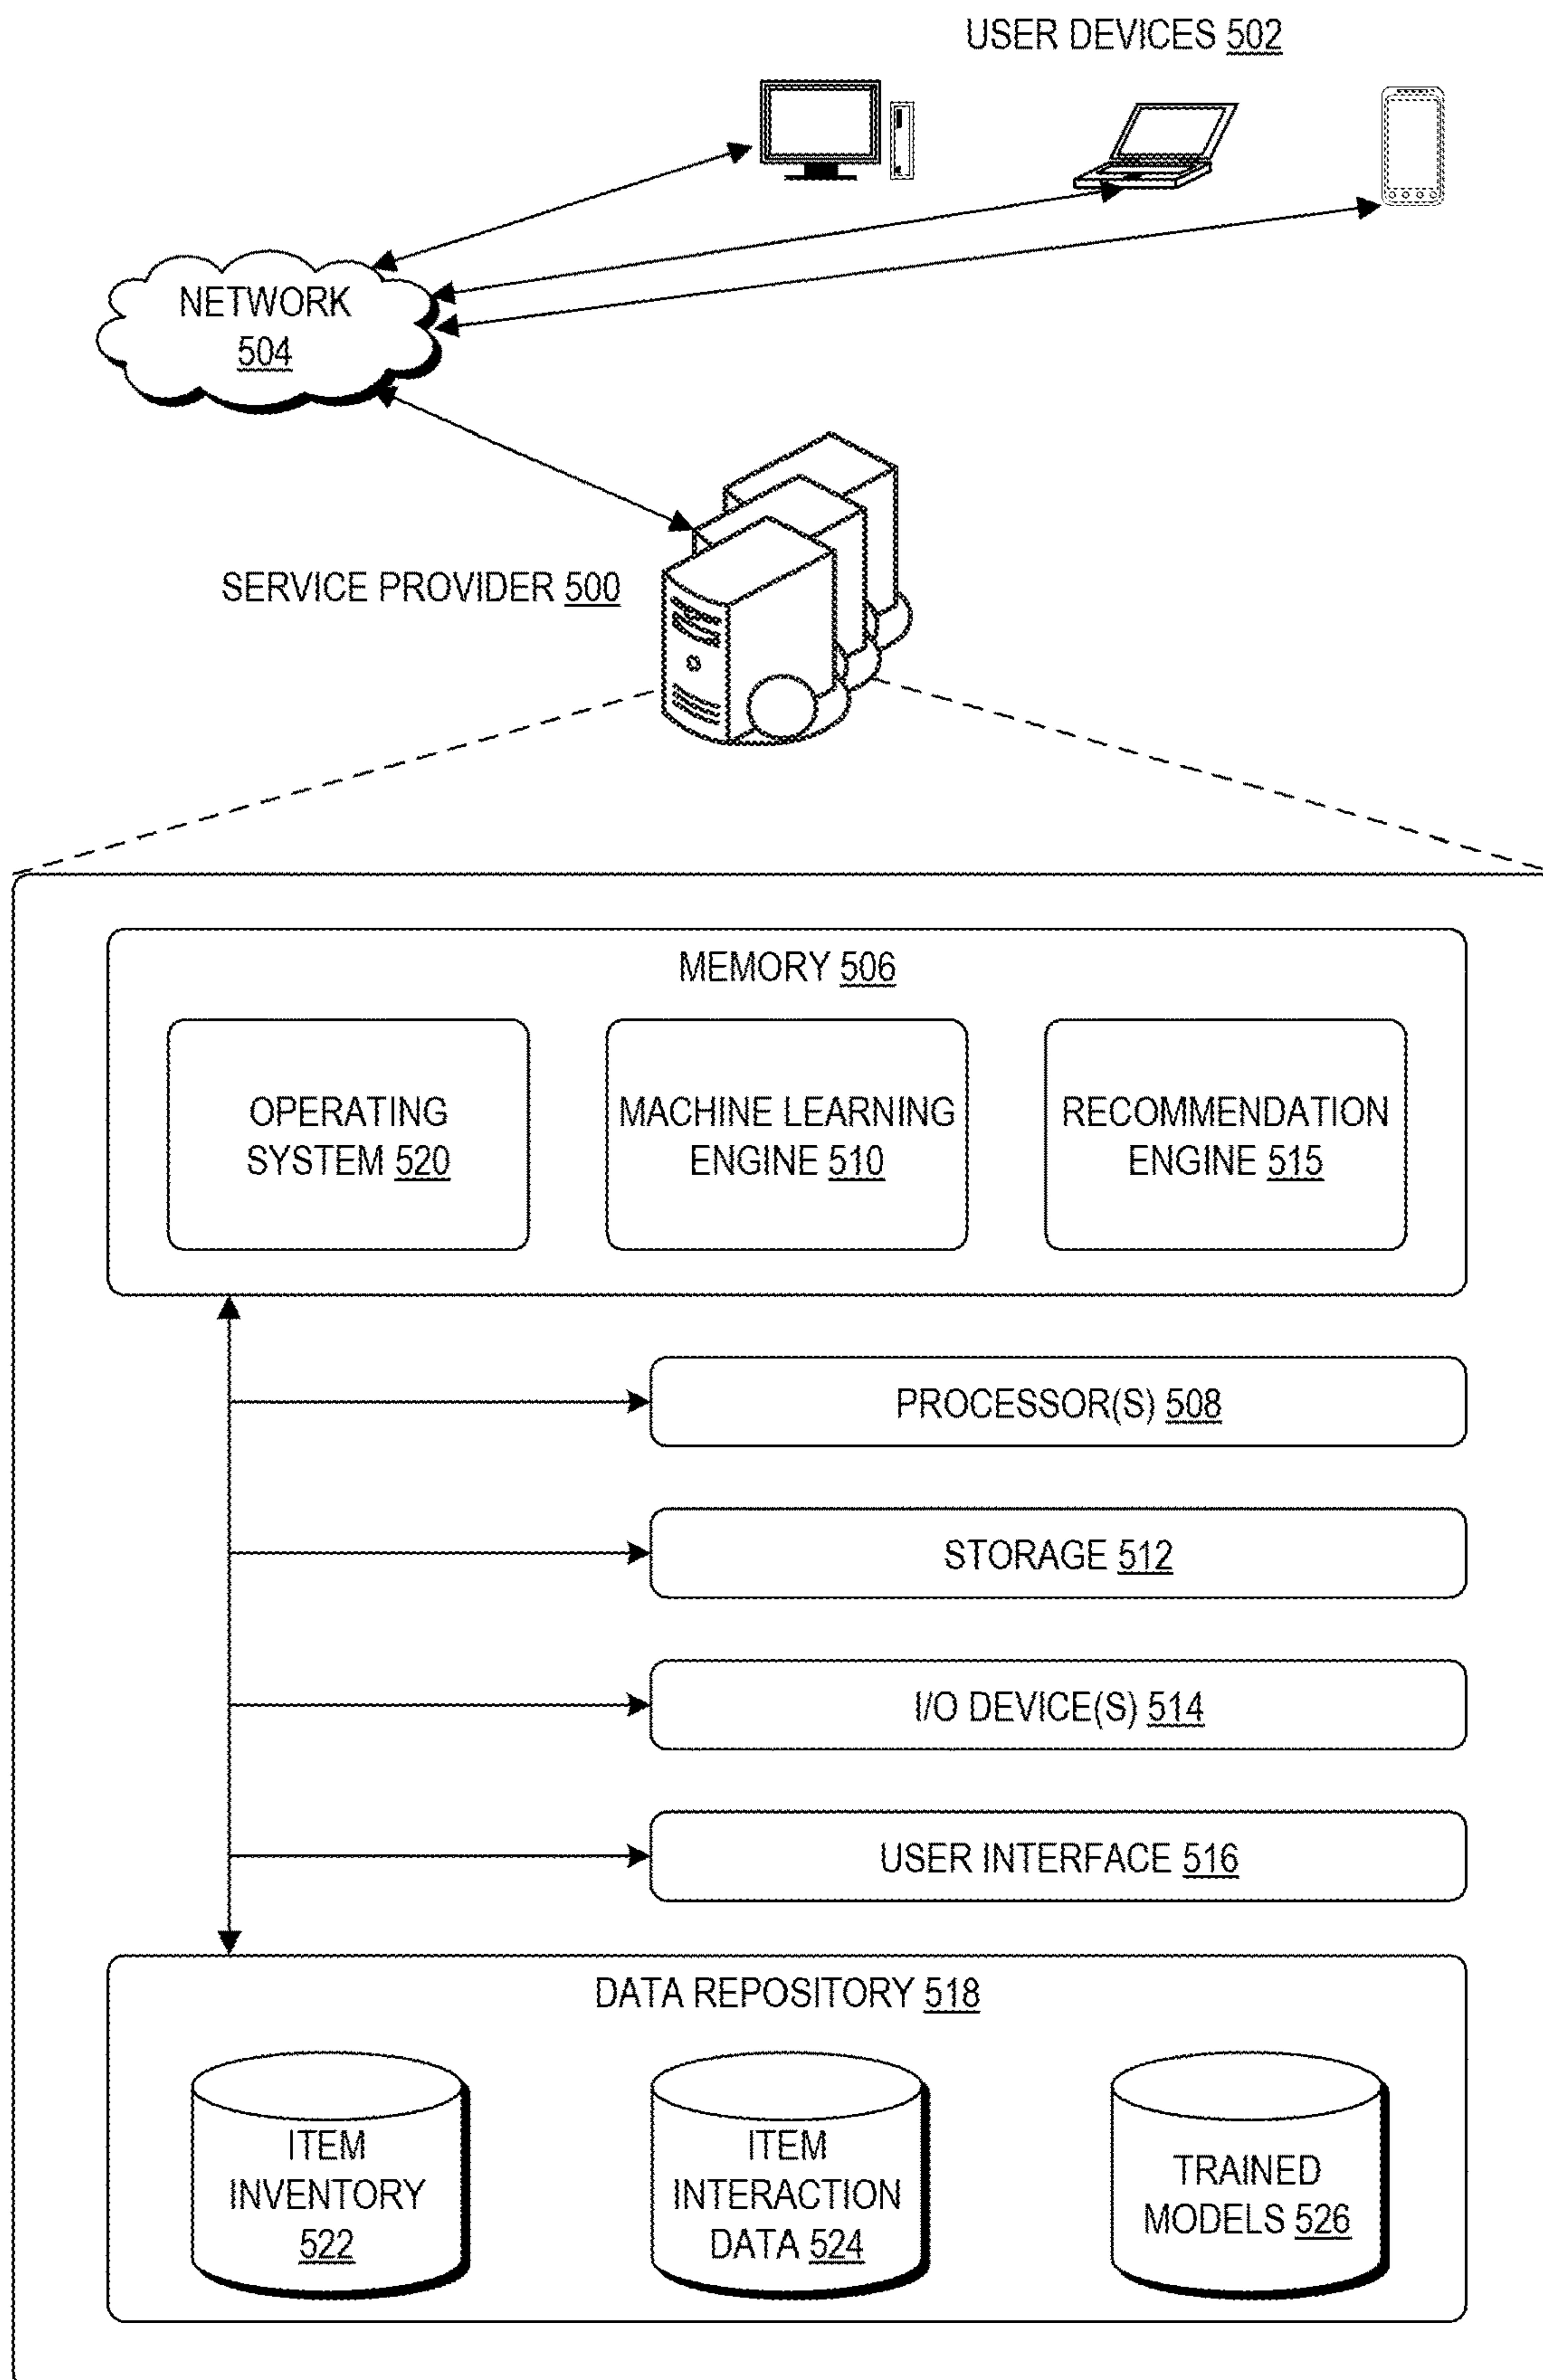 USER DEVICES 502
NETWORK
504
SERVICE PROVIDER 500
MEMORY 506
OPERATING
SYSTEM 520
MACHINE LEARNING
ENGINE 510
RECOMMENDATION
ENGINE 515
PROCESSOR(S) 508
STORAGE 512
I/O DEVICE(S) 514
USER INTERFACE 516
DATA REPOSITORY 518
ITEM
INVENTORY
522
ITEM
INTERACTION
DATA 524
TRAINED
MODELS 526